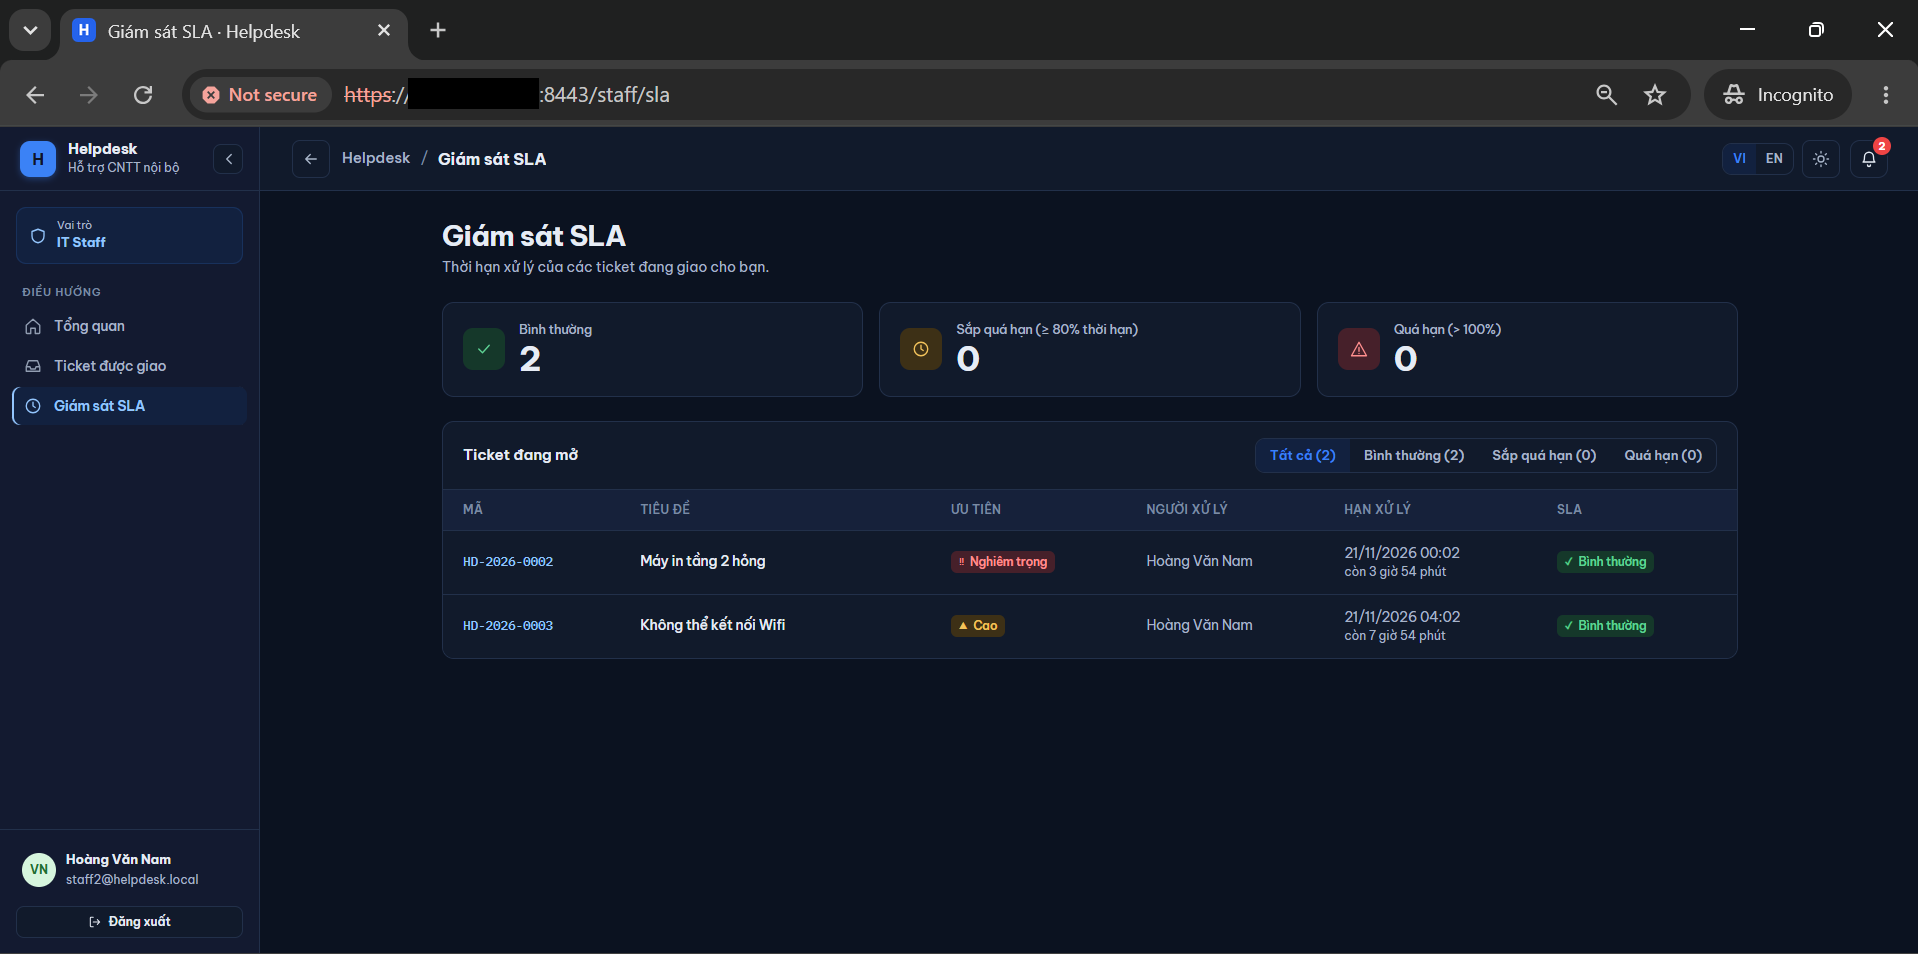 H Giám sát SLA · Helpdesk
Not secure https:// :8443/staff/sla
Incognito
H
Helpdesk
Hỗ trợ CNTT nội bộ
Vai trò
IT Staff
ĐIỀU HƯỚNG
Tổng quan
Ticket được giao
Giám sát SLA
VN
Hoàng Văn Nam
staff2@helpdesk.local
Đăng xuất
Helpdesk / Giám sát SLA
VI EN
2
Giám sát SLA
Thời hạn xử lý của các ticket đang giao cho bạn.
Bình thường
2
Sắp quá hạn (≥ 80% thời hạn)
0
Quá hạn (> 100%)
0
Ticket đang mở
Tất cả (2) Bình thường (2) Sắp quá hạn (0) Quá hạn (0)
MÃ TIÊU ĐỀ ƯU TIÊN NGƯỜI XỬ LÝ HẠN XỬ LÝ SLA
HD-2026-0002 Máy in tầng 2 hỏng ‼ Nghiêm trọng Hoàng Văn Nam 21/11/2026 00:02 ✓ Bình thường
còn 3 giờ 54 phút
HD-2026-0003 Không thể kết nối Wifi ▲ Cao Hoàng Văn Nam 21/11/2026 04:02 ✓ Bình thường
còn 7 giờ 54 phút